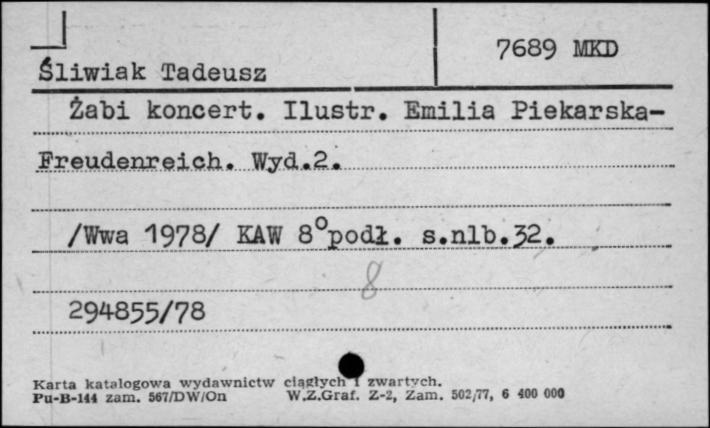 7689 MKD
Śliwiak Tadeusz
Żabi koncert. Ilustr. Emilia Piekarska-
Freudenreich. Wyd.2.
/Wwa 1978/ KAW 8°podł. s.nlb.32.
8
294855/78
Karta katalogowa wydawnictw ciągłych i zwartych.
Pu-B-144 zam. 567/DW/On W.Z.Graf. Z-2, Zam. 502/77, 6 400 000